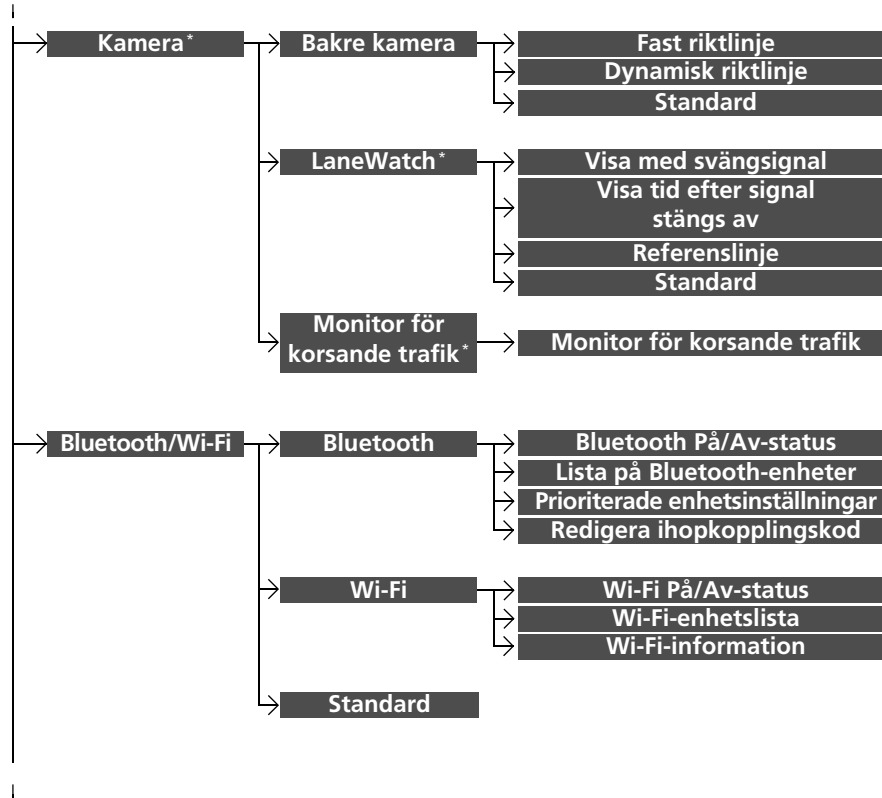 Kamera*
Bakre kamera
Fast riktlinje
Dynamisk riktlinje
Standard
LaneWatch*
Visa med svängsignal
Visa tid efter signal
stängs av
Referenslinje
Standard
Monitor för
korsande trafik*
Monitor för korsande trafik
Bluetooth/Wi-Fi
Bluetooth
Bluetooth På/Av-status
Lista på Bluetooth-enheter
Prioriterade enhetsinställningar
Redigera ihopkopplingskod
Wi-Fi
Wi-Fi På/Av-status
Wi-Fi-enhetslista
Wi-Fi-information
Standard